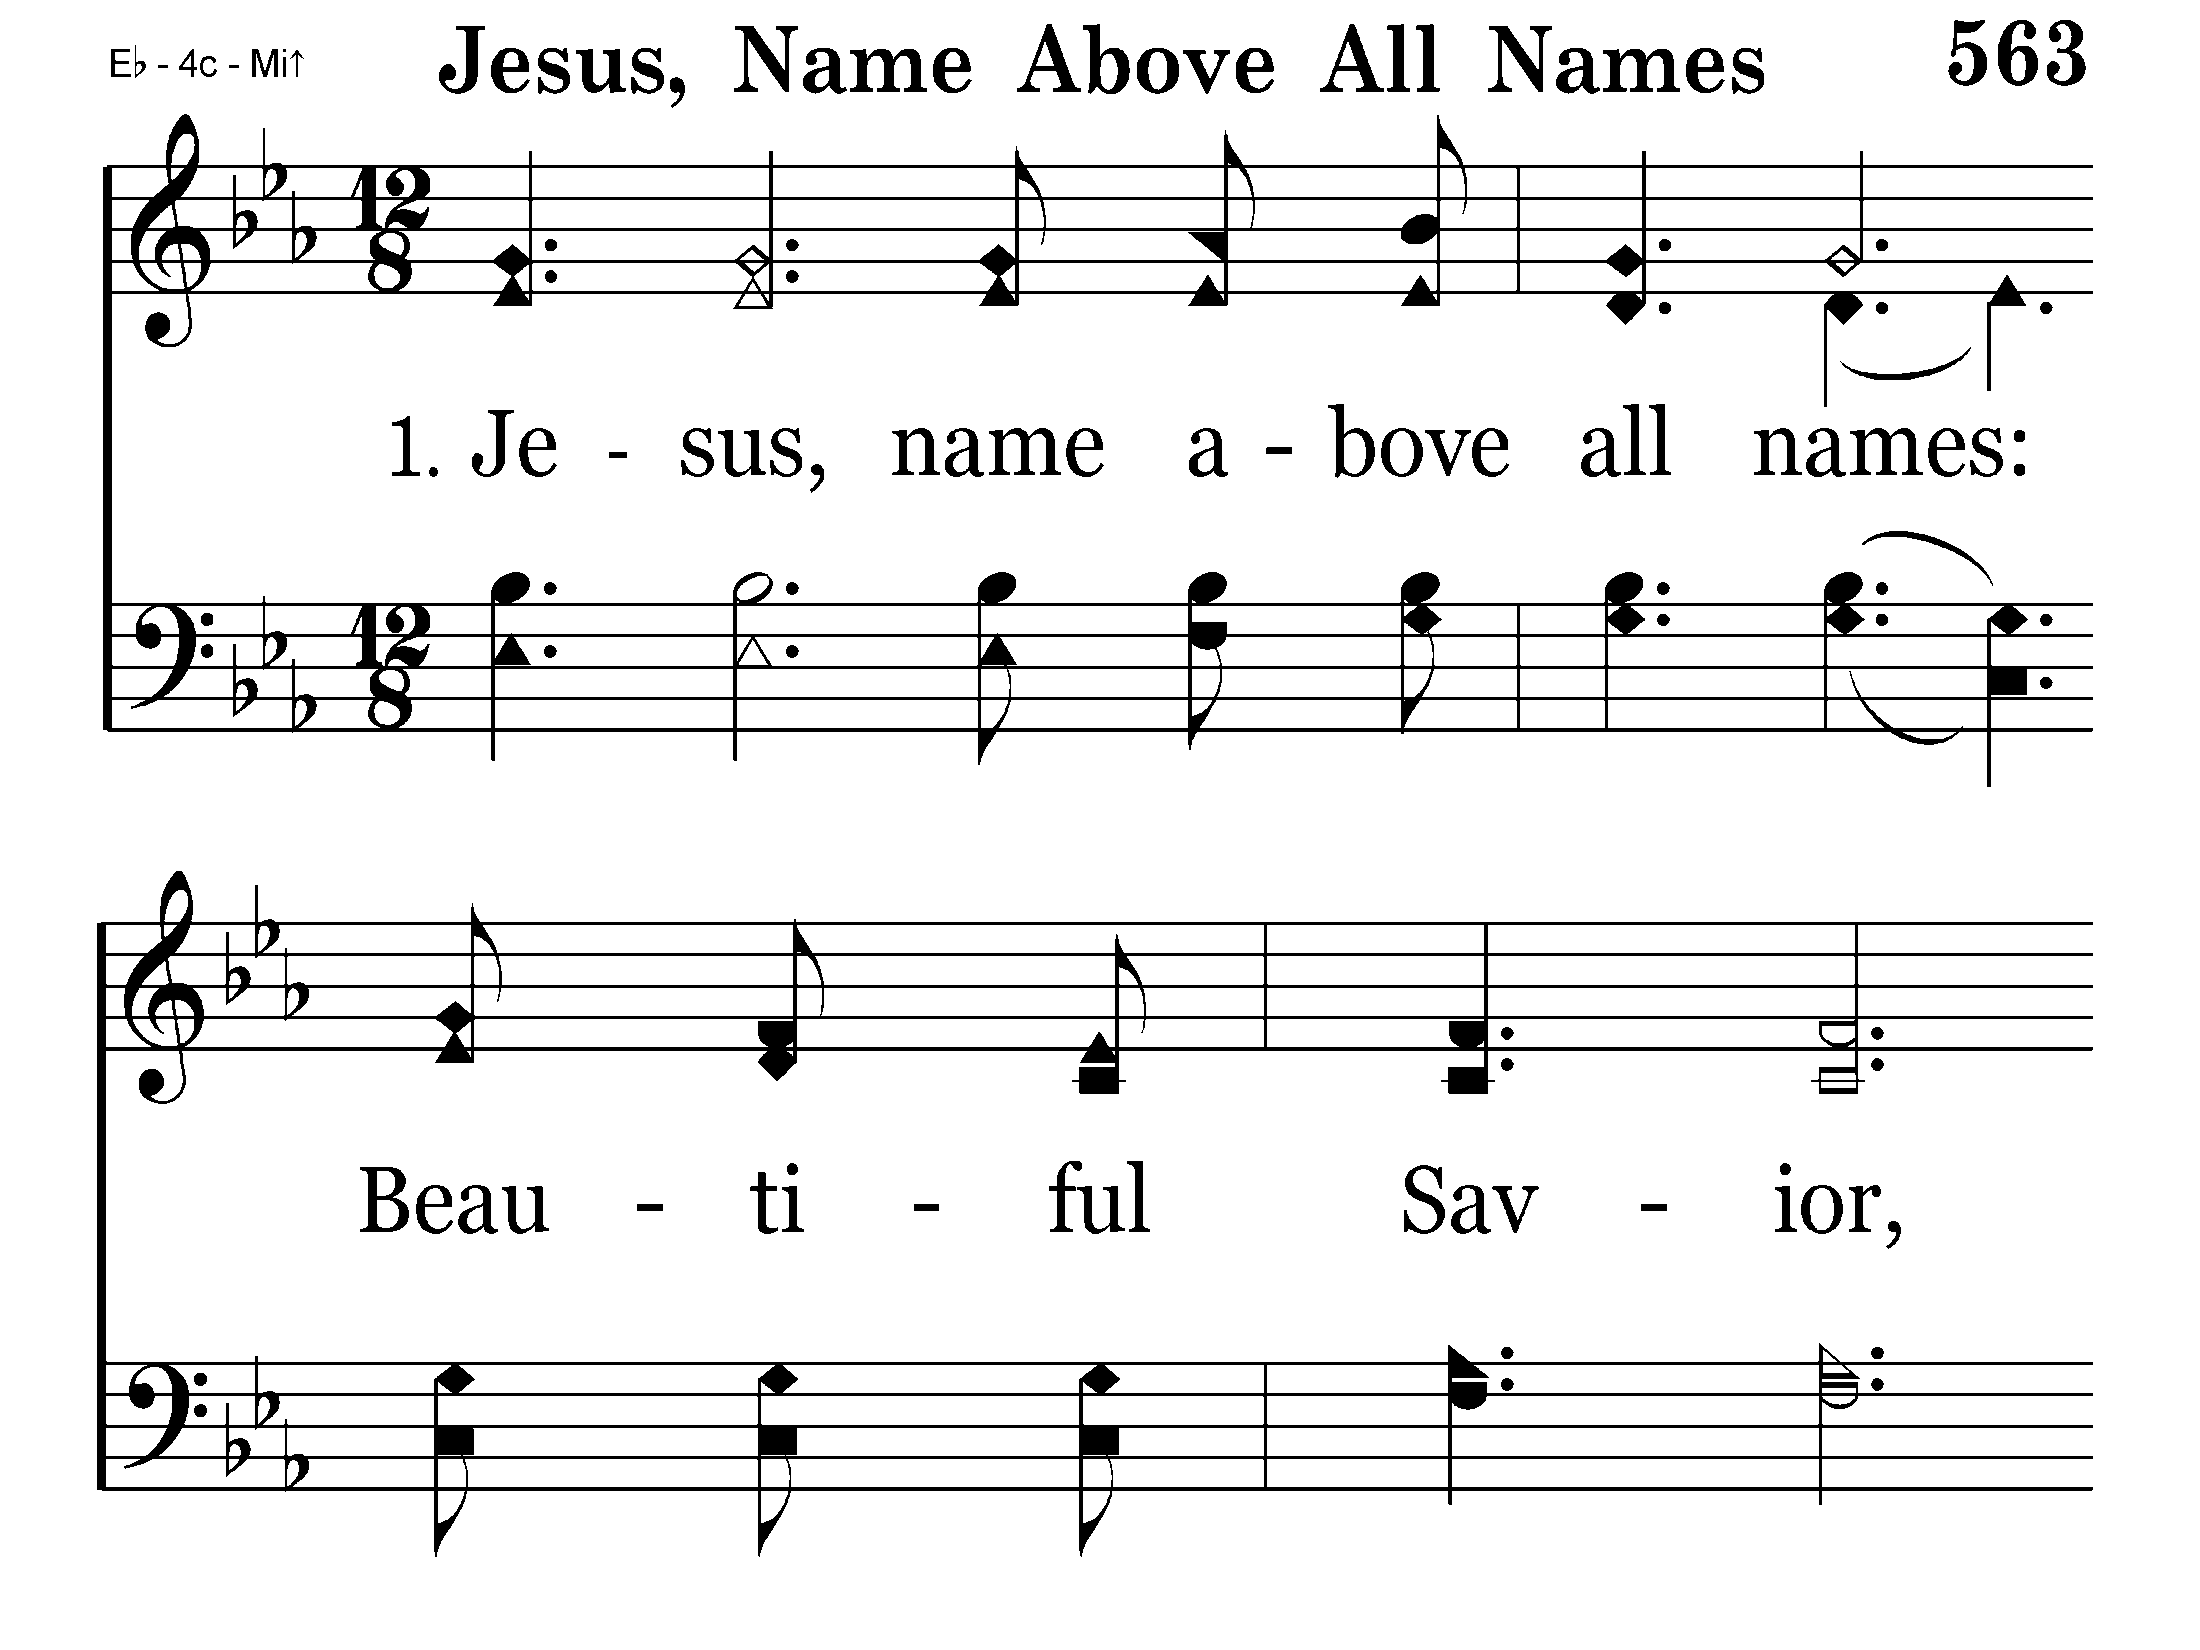 E♭ - 4c - Mi↑ Jesus, Name Above All Names 563
12
8
1. Je - sus, name a - bove all names:
12
8
Beau - ti - ful Sav - ior,